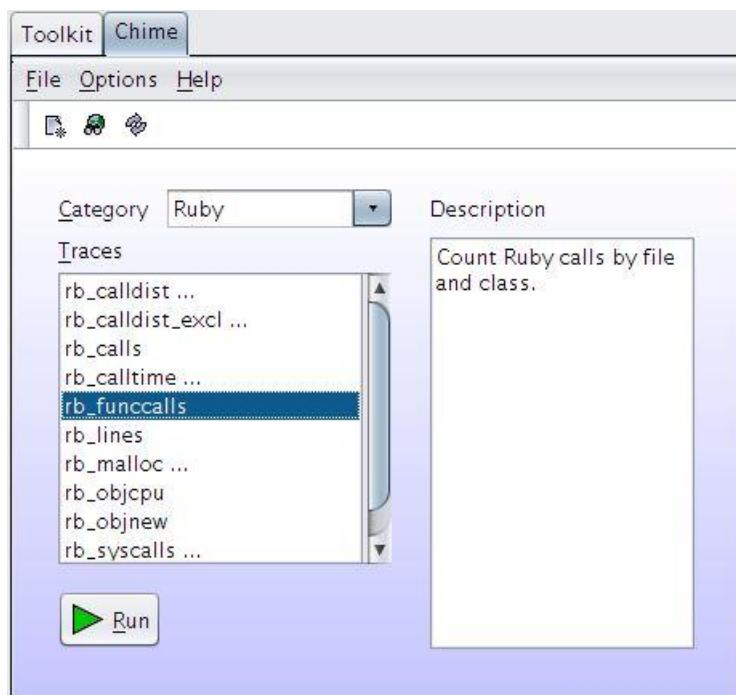 Toolkit Chime
File Options Help
Category Ruby
Description
Traces
rb_calldist ...
rb_calldist_excl ...
rb_calls
rb_calltime ...
rb_funccalls
rb_lines
rb_malloc ...
rb_objcpu
rb_objnew
rb_syscalls ...
Count Ruby calls by file
and class.
Run